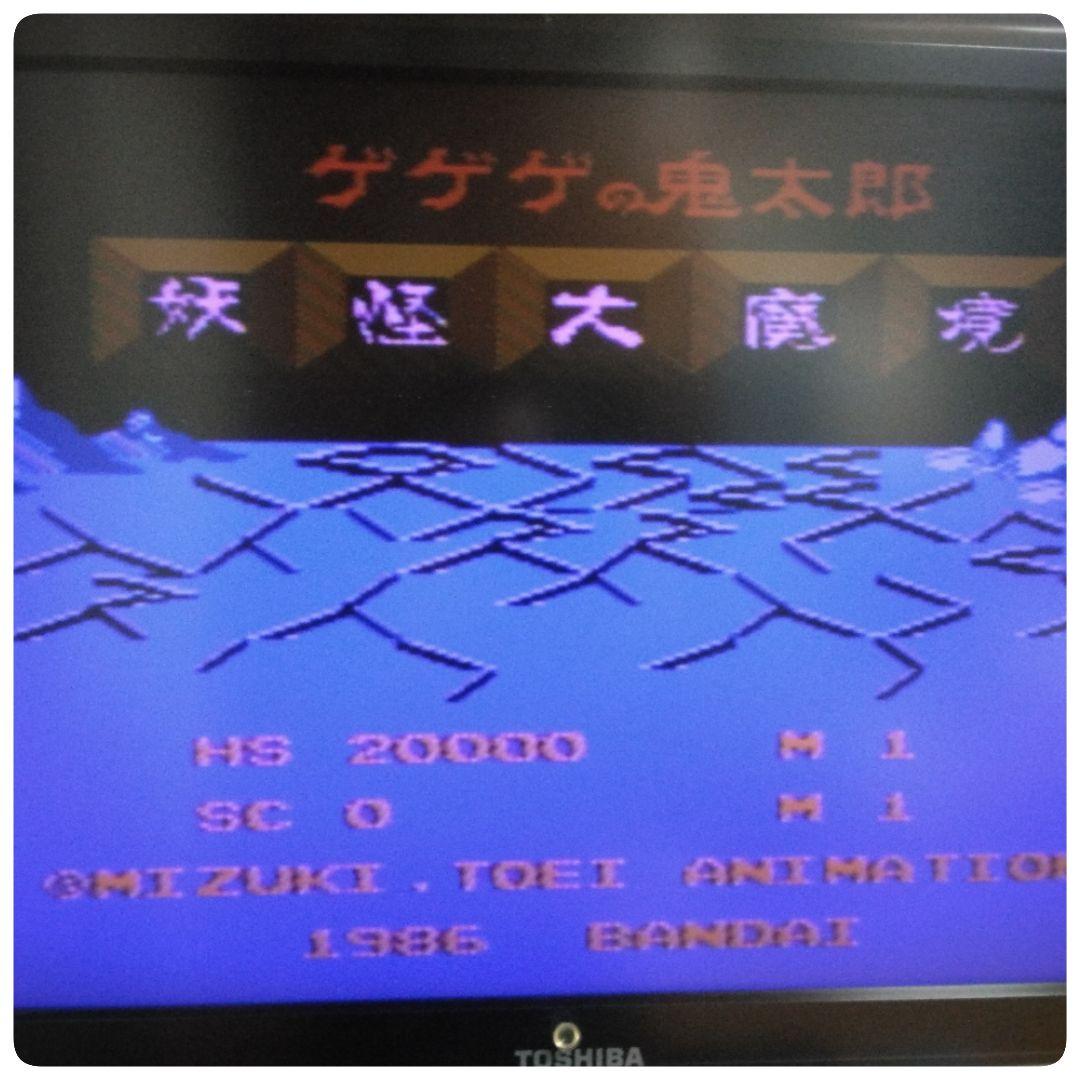 ゲゲゲの鬼太郎
妖怪大魔境
HS 20000 M 1
SC 0 M 1
©MIZUKI.TOEI ANIMATION
1986 BANDAI
TOSHIBA